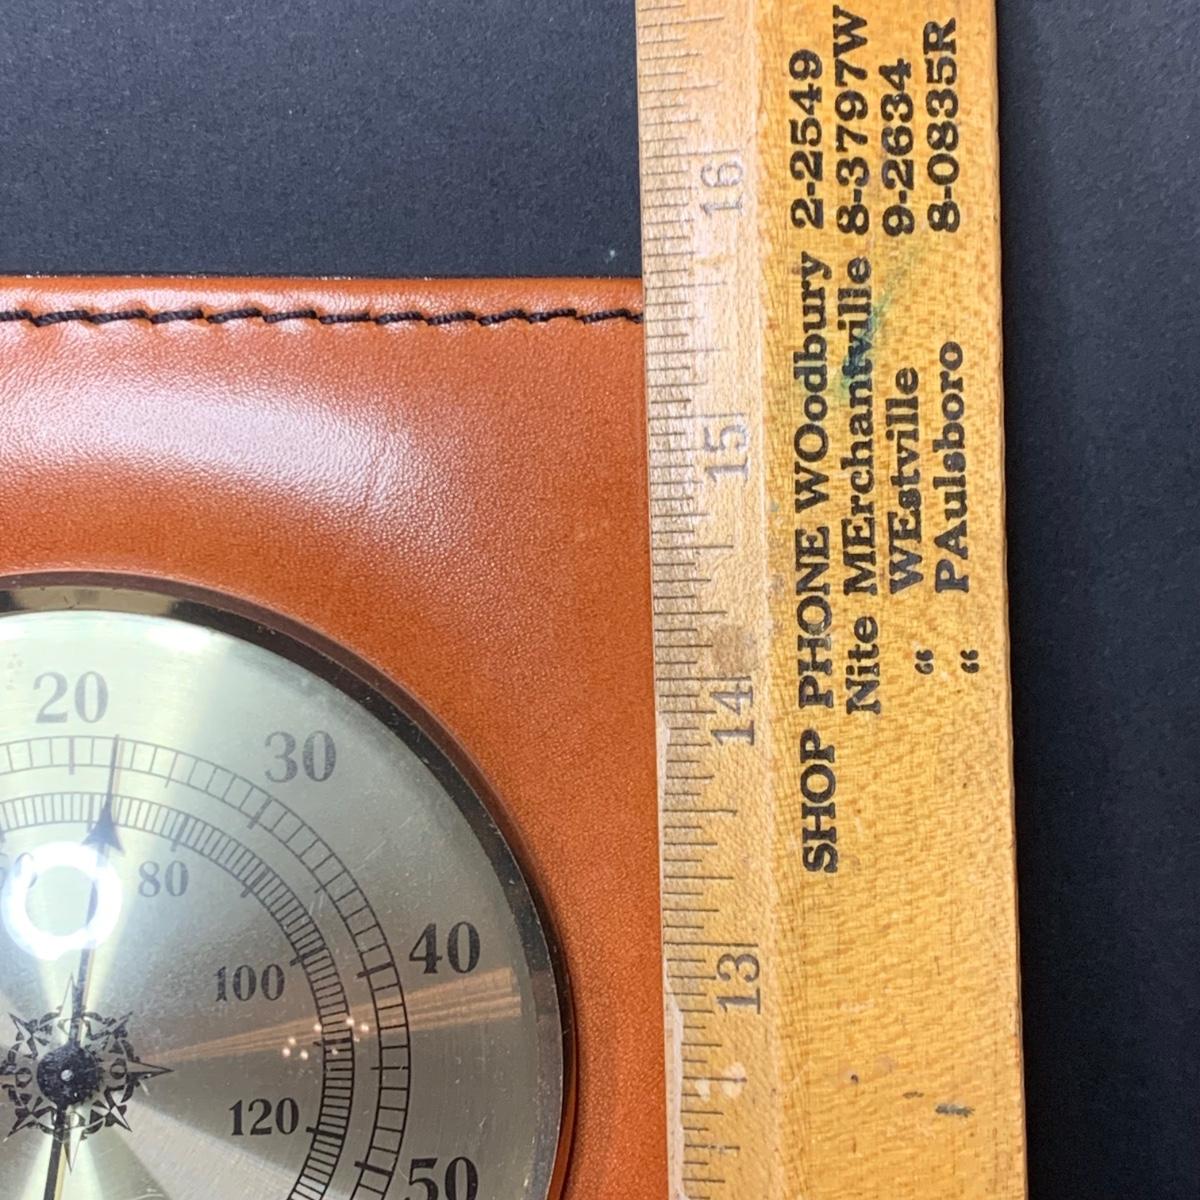 SHOP PHONE WOodbury 2-2549
Nite MErchantville 8-3797W
“ WEstville 9-2634
“ PAulsboro 8-0835R
16
15
14
13
20
30
40
50
80
100
120